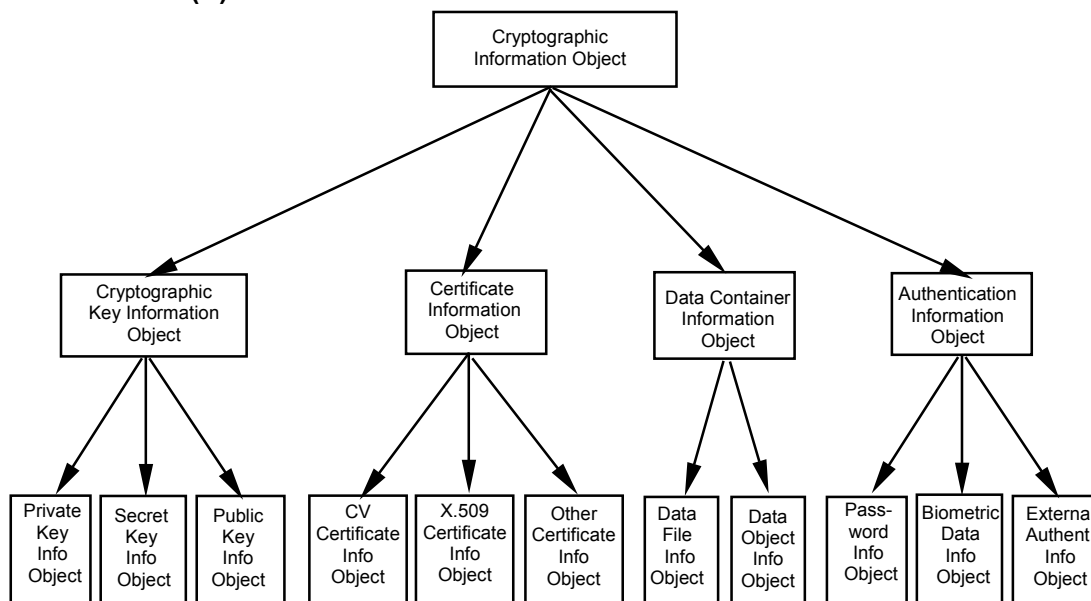 (s)
Cryptographic
Information Object
Cryptographic
Key Information
Object
Certificate
Information
Object
Data Container
Information
Object
Authentication
Information
Object
Private
Key
Info
Object
Secret
Key
Info
Object
Public
Key
Info
Object
CV
Certificate
Info
Object
X.509
Certificate
Info
Object
Other
Certificate
Info
Object
Data
File
Info
Object
Data
Object
Info
Object
Pass-
word
Info
Object
Biometric
Data
Info
Object
Externa
Authent
Info
Object